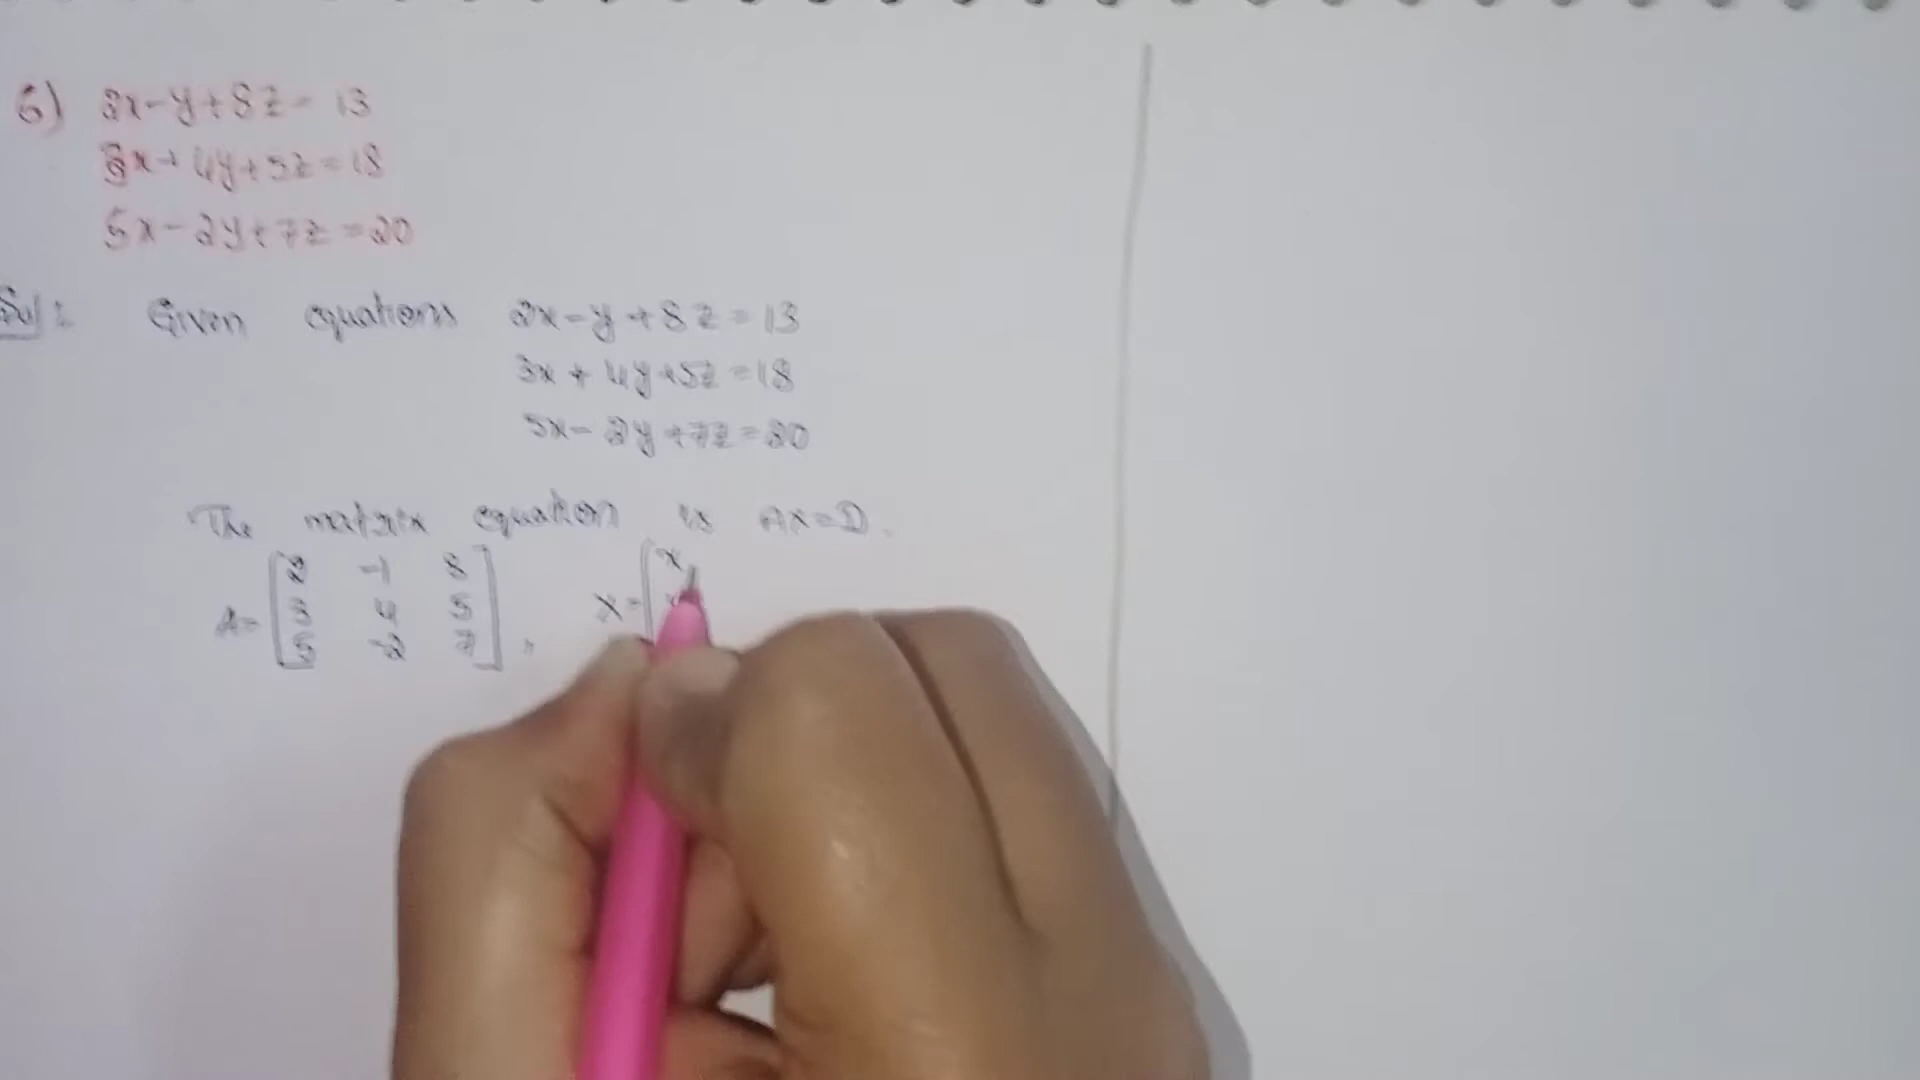 6) 2x-y+8z= 13
3x+4y+5z=18
5x-2y+7z=20
Sol: Given equations 2x-y+8z=13
3x+4y+5z=18
5x-2y+7z=20
The matrix equation is AX=D.
A= [2 -1 8
3 4 5
5 -2 7], X=[x